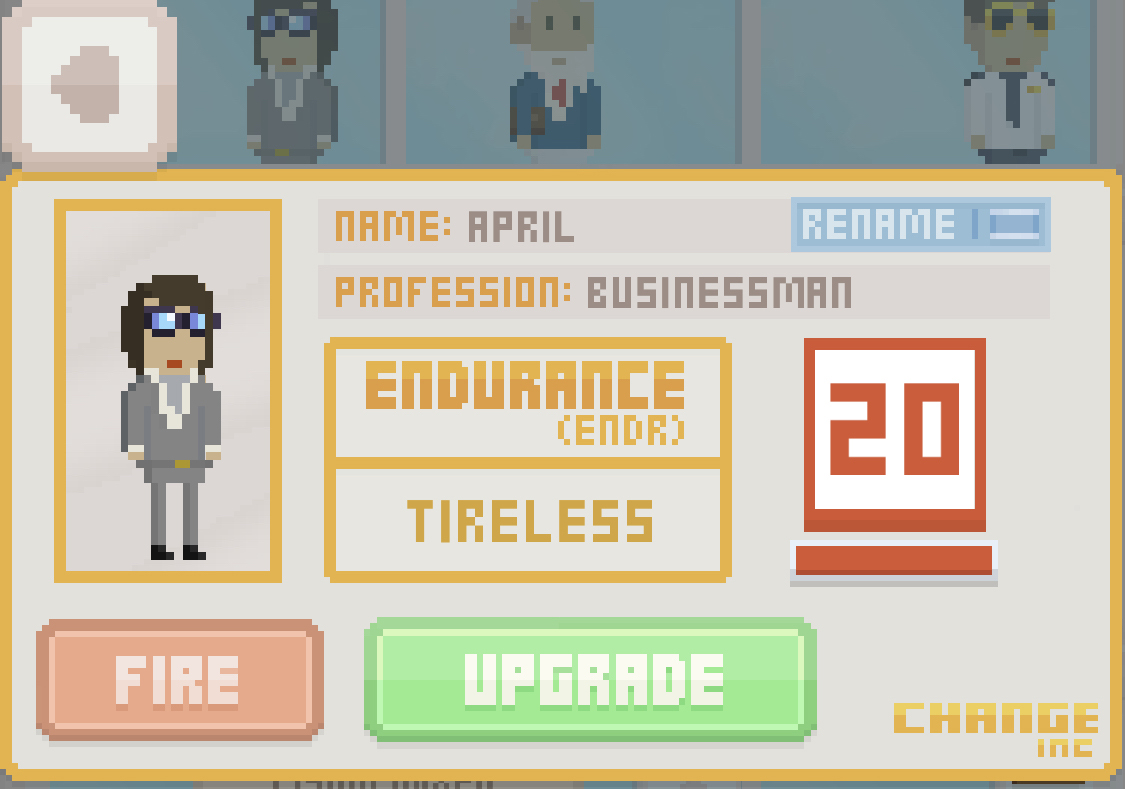 NAME: APRIL
RENAME
PROFESSION: BUSINESSMAN
ENDURANCE
(ENDR)
TIRELESS
20
FIRE
UPGRADE
CHANGE
INC